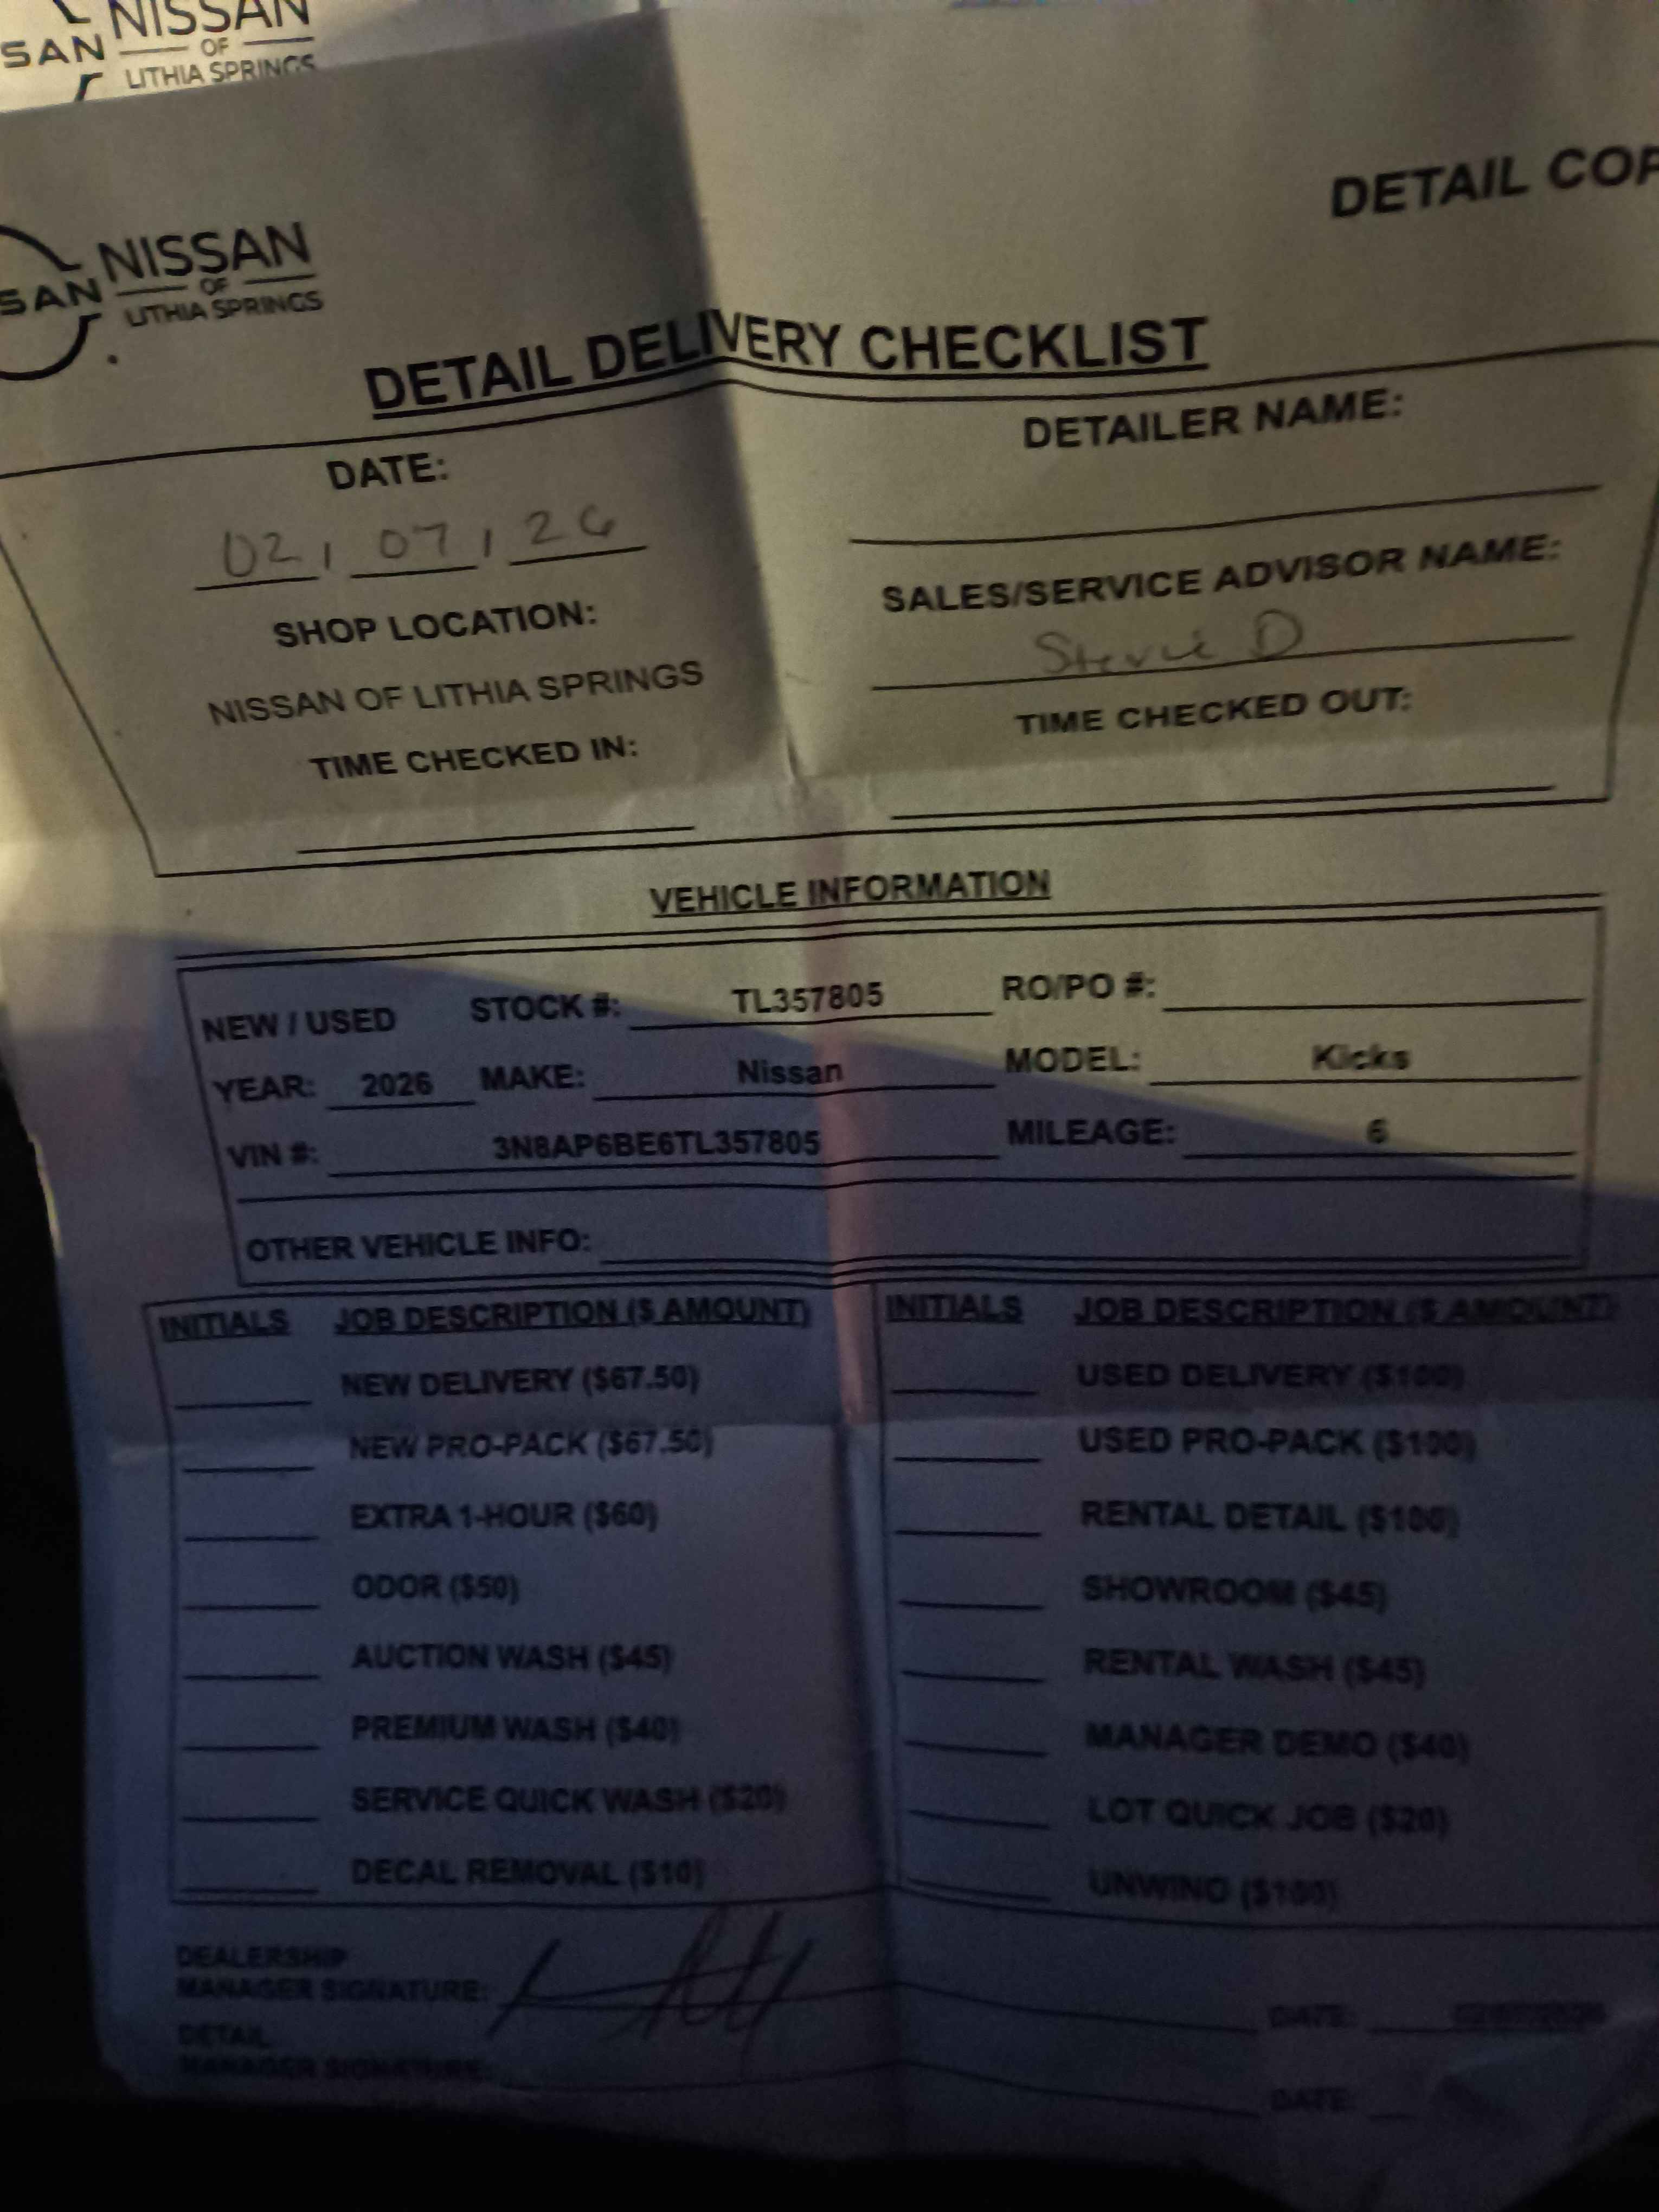 NISSAN
SAN
OF
LITHIA SPRINGS
DETAIL COP
NISSAN
SAN
OF
LITHIA SPRINGS
DETAIL DELIVERY CHECKLIST
DATE:
02, 07, 26
DETAILER NAME:
SHOP LOCATION:
NISSAN OF LITHIA SPRINGS
SALES/SERVICE ADVISOR NAME:
Stevie D
TIME CHECKED IN:
TIME CHECKED OUT:
VEHICLE INFORMATION
NEW / USED STOCK #: TL357805 RO/PO #:
YEAR: 2026 MAKE: Nissan MODEL: Kicks
VIN #: 3N8AP6BE6TL357805 MILEAGE: 6
OTHER VEHICLE INFO:
INITIALS JOB DESCRIPTION ($ AMOUNT) INITIALS JOB DESCRIPTION ($ AMOUNT)
NEW DELIVERY ($67.50) USED DELIVERY ($100)
NEW PRO-PACK ($67.50) USED PRO-PACK ($100)
EXTRA 1-HOUR ($60) RENTAL DETAIL ($100)
ODOR ($50) SHOWROOM ($45)
AUCTION WASH ($45) RENTAL WASH ($45)
PREMIUM WASH ($40) MANAGER DEMO ($40)
SERVICE QUICK WASH ($20) LOT QUICK JOB ($20)
DECAL REMOVAL ($10) UNWIND ($100)
DEALERSHIP
MANAGER SIGNATURE: DATE:
DETAIL
MANAGER SIGNATURE: DATE: